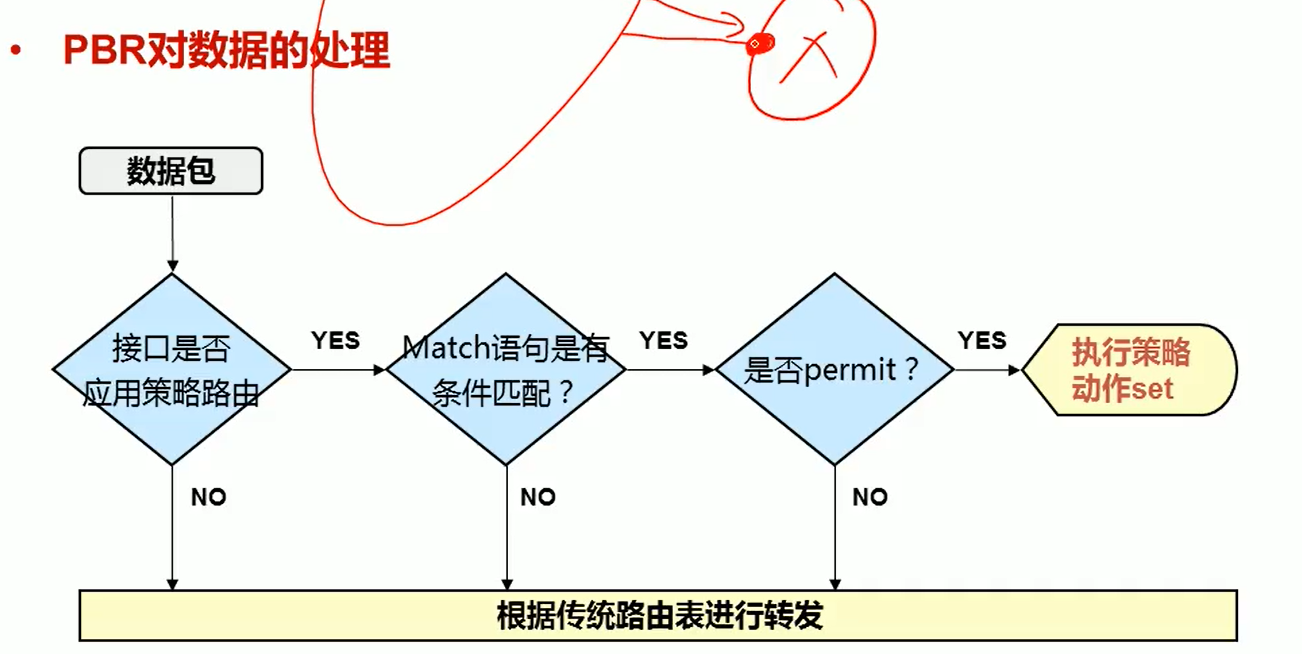 • PBR对数据的处理
数据包
接口是否
应用策略路由
YES
Match语句是有
条件匹配？
YES
是否permit？
YES
执行策略
动作set
NO
NO
NO
根据传统路由表进行转发